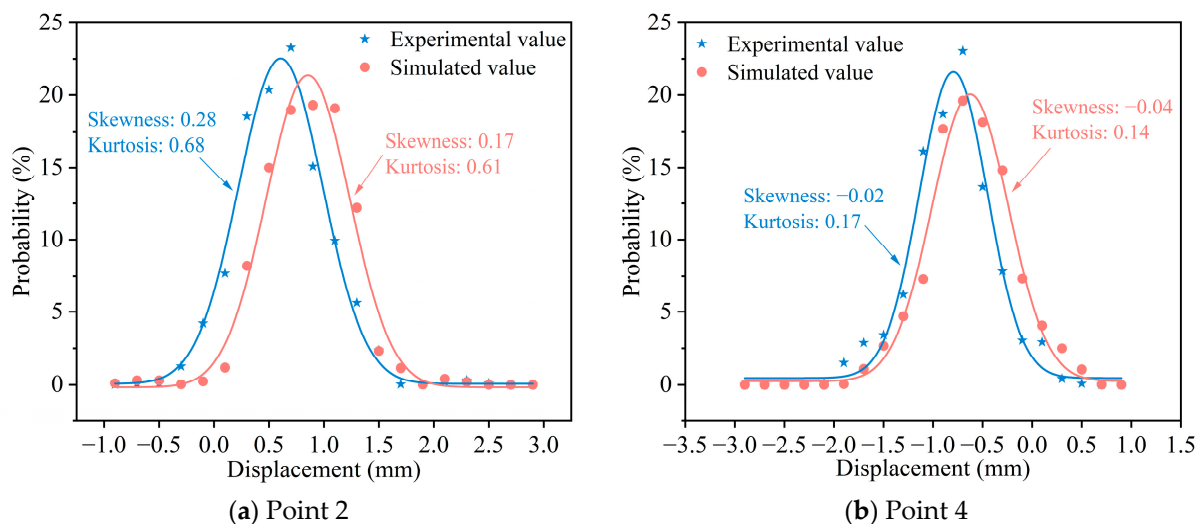 25
20
15
10
5
0
Probability (%)
Experimental value
Simulated value
Skewness: 0.28
Kurtosis: 0.68
Skewness: 0.17
Kurtosis: 0.61
−1.0 −0.5 0.0 0.5 1.0 1.5 2.0 2.5 3.0
Displacement (mm)
(a) Point 2
25
20
15
10
5
0
Probability (%)
Experimental value
Simulated value
Skewness: −0.04
Kurtosis: 0.14
Skewness: −0.02
Kurtosis: 0.17
−3.5 −3.0 −2.5 −2.0 −1.5 −1.0 −0.5 0.0 0.5 1.0 1.5
Displacement (mm)
(b) Point 4